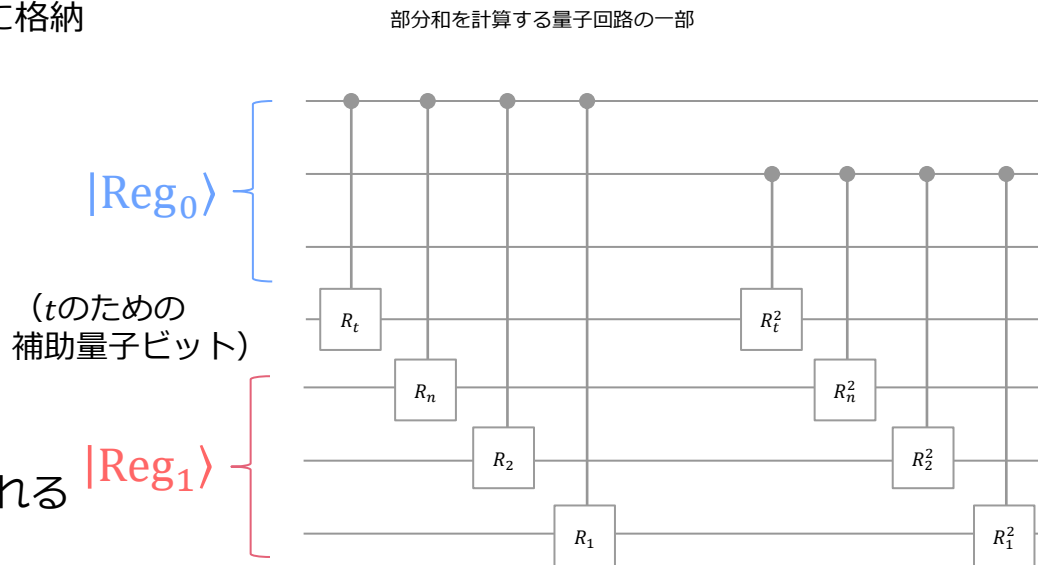 に格納
部分和を計算する量子回路の一部
|Reg₀⟩
（tのための
補助量子ビット）
R_t
R_t^2
R_n
R_n^2
|Reg₁⟩
れる
R_2
R_2^2
R_1
R_1^2